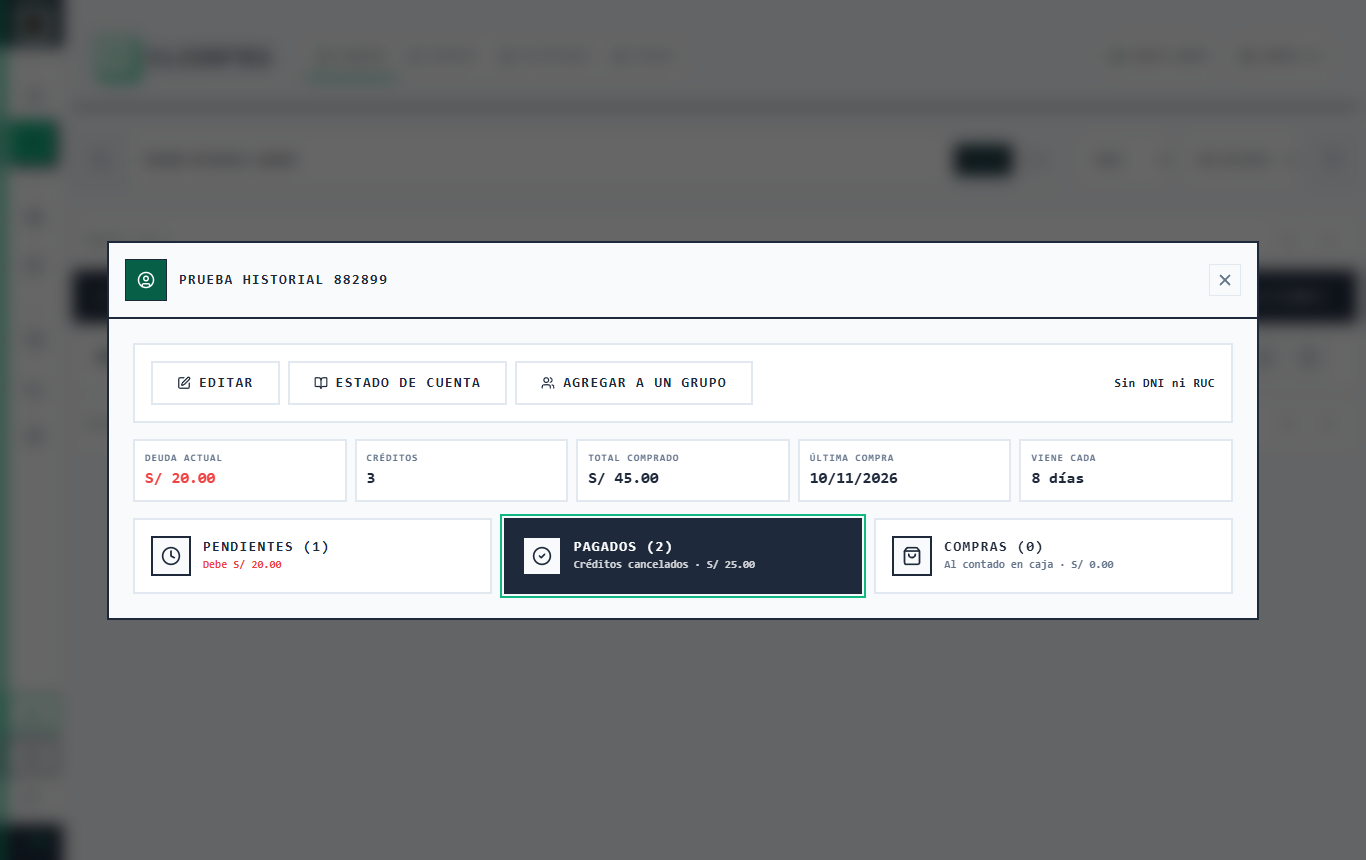 PRUEBA HISTORIAL 882899
EDITAR
ESTADO DE CUENTA
AGREGAR A UN GRUPO
Sin DNI ni RUC
DEUDA ACTUAL
S/ 20.00
CRÉDITOS
3
TOTAL COMPRADO
S/ 45.00
ÚLTIMA COMPRA
10/11/2026
VIENE CADA
8 días
PENDIENTES (1)
Debe S/ 20.00
PAGADOS (2)
Créditos cancelados · S/ 25.00
COMPRAS (0)
Al contado en caja · S/ 0.00